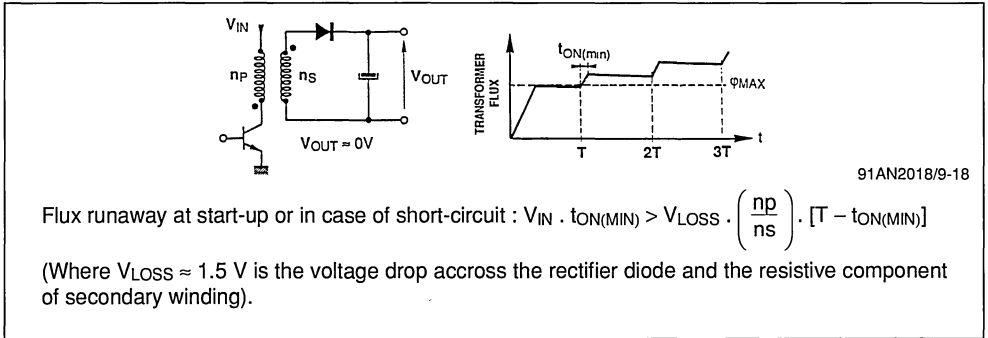 VIN
nP
nS
VOUT
VOUT ≈ 0V
TRANSFORMER
FLUX
tON(min)
φMAX
t
T
2T
3T
91AN2018/9-18
Flux runaway at start-up or in case of short-circuit : VIN . tON(MIN) > VLOSS . (np/ns) . [T – tON(MIN)]
(Where VLOSS ≈ 1.5 V is the voltage drop accross the rectifier diode and the resistive component
of secondary winding).